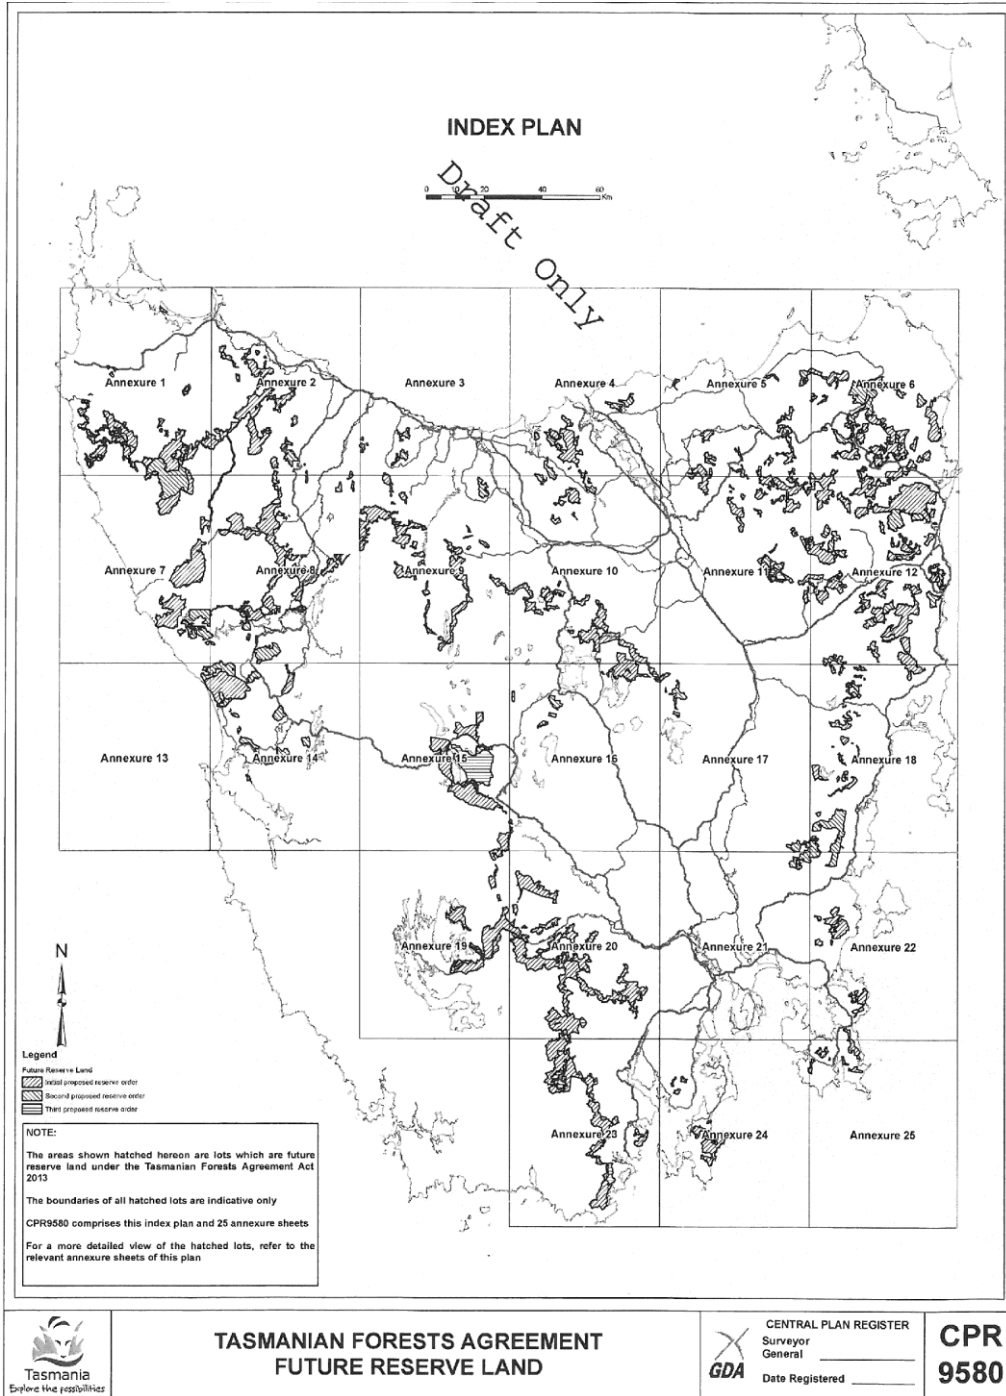 INDEX PLAN
0 10 20 40 60
Km
Draft Only
Annexure 1
Annexure 2
Annexure 3
Annexure 4
Annexure 5
Annexure 6
Annexure 7
Annexure 8
Annexure 9
Annexure 10
Annexure 11
Annexure 12
Annexure 13
Annexure 14
Annexure 15
Annexure 16
Annexure 17
Annexure 18
Annexure 19
Annexure 20
Annexure 21
Annexure 22
Annexure 23
Annexure 24
Annexure 25
N
Legend
Future Reserve Land
Initial proposed reserve order
Second proposed reserve order
Third proposed reserve order
NOTE:
The areas shown hatched hereon are lots which are future
reserve land under the Tasmanian Forests Agreement Act
2013
The boundaries of all hatched lots are indicative only
CPR9580 comprises this index plan and 25 annexure sheets
For a more detailed view of the hatched lots, refer to the
relevant annexure sheets of this plan
Tasmania
Explore the possibilities
TASMANIAN FORESTS AGREEMENT
FUTURE RESERVE LAND
GDA
CENTRAL PLAN REGISTER
Surveyor
General
Date Registered
CPR
9580